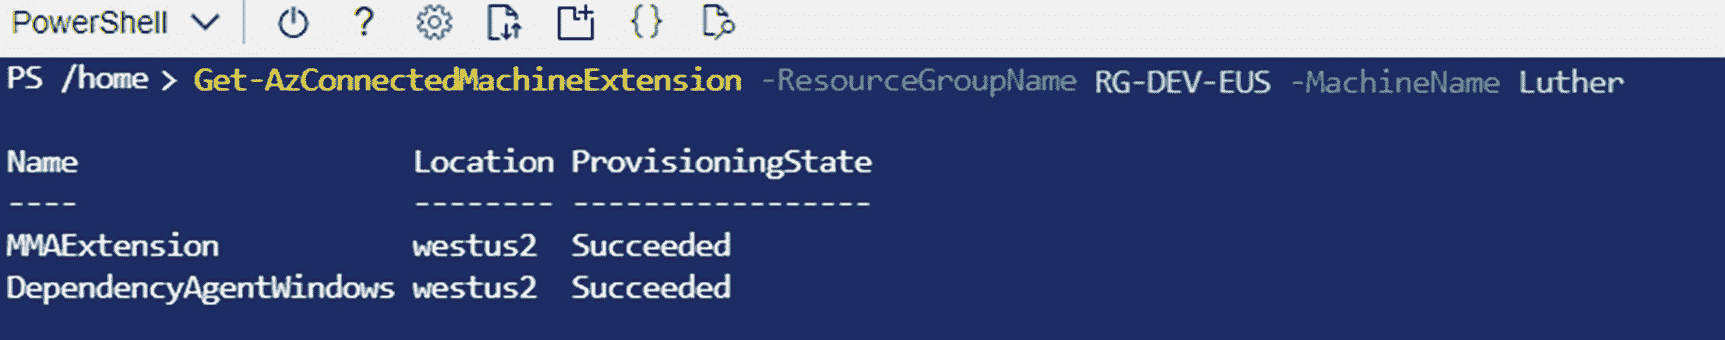 PowerShell
PS /home > Get-AzConnectedMachineExtension -ResourceGroupName RG-DEV-EUS -MachineName Luther
Name Location ProvisioningState
---- -------- -----------------
MMAExtension westus2 Succeeded
DependencyAgentWindows westus2 Succeeded